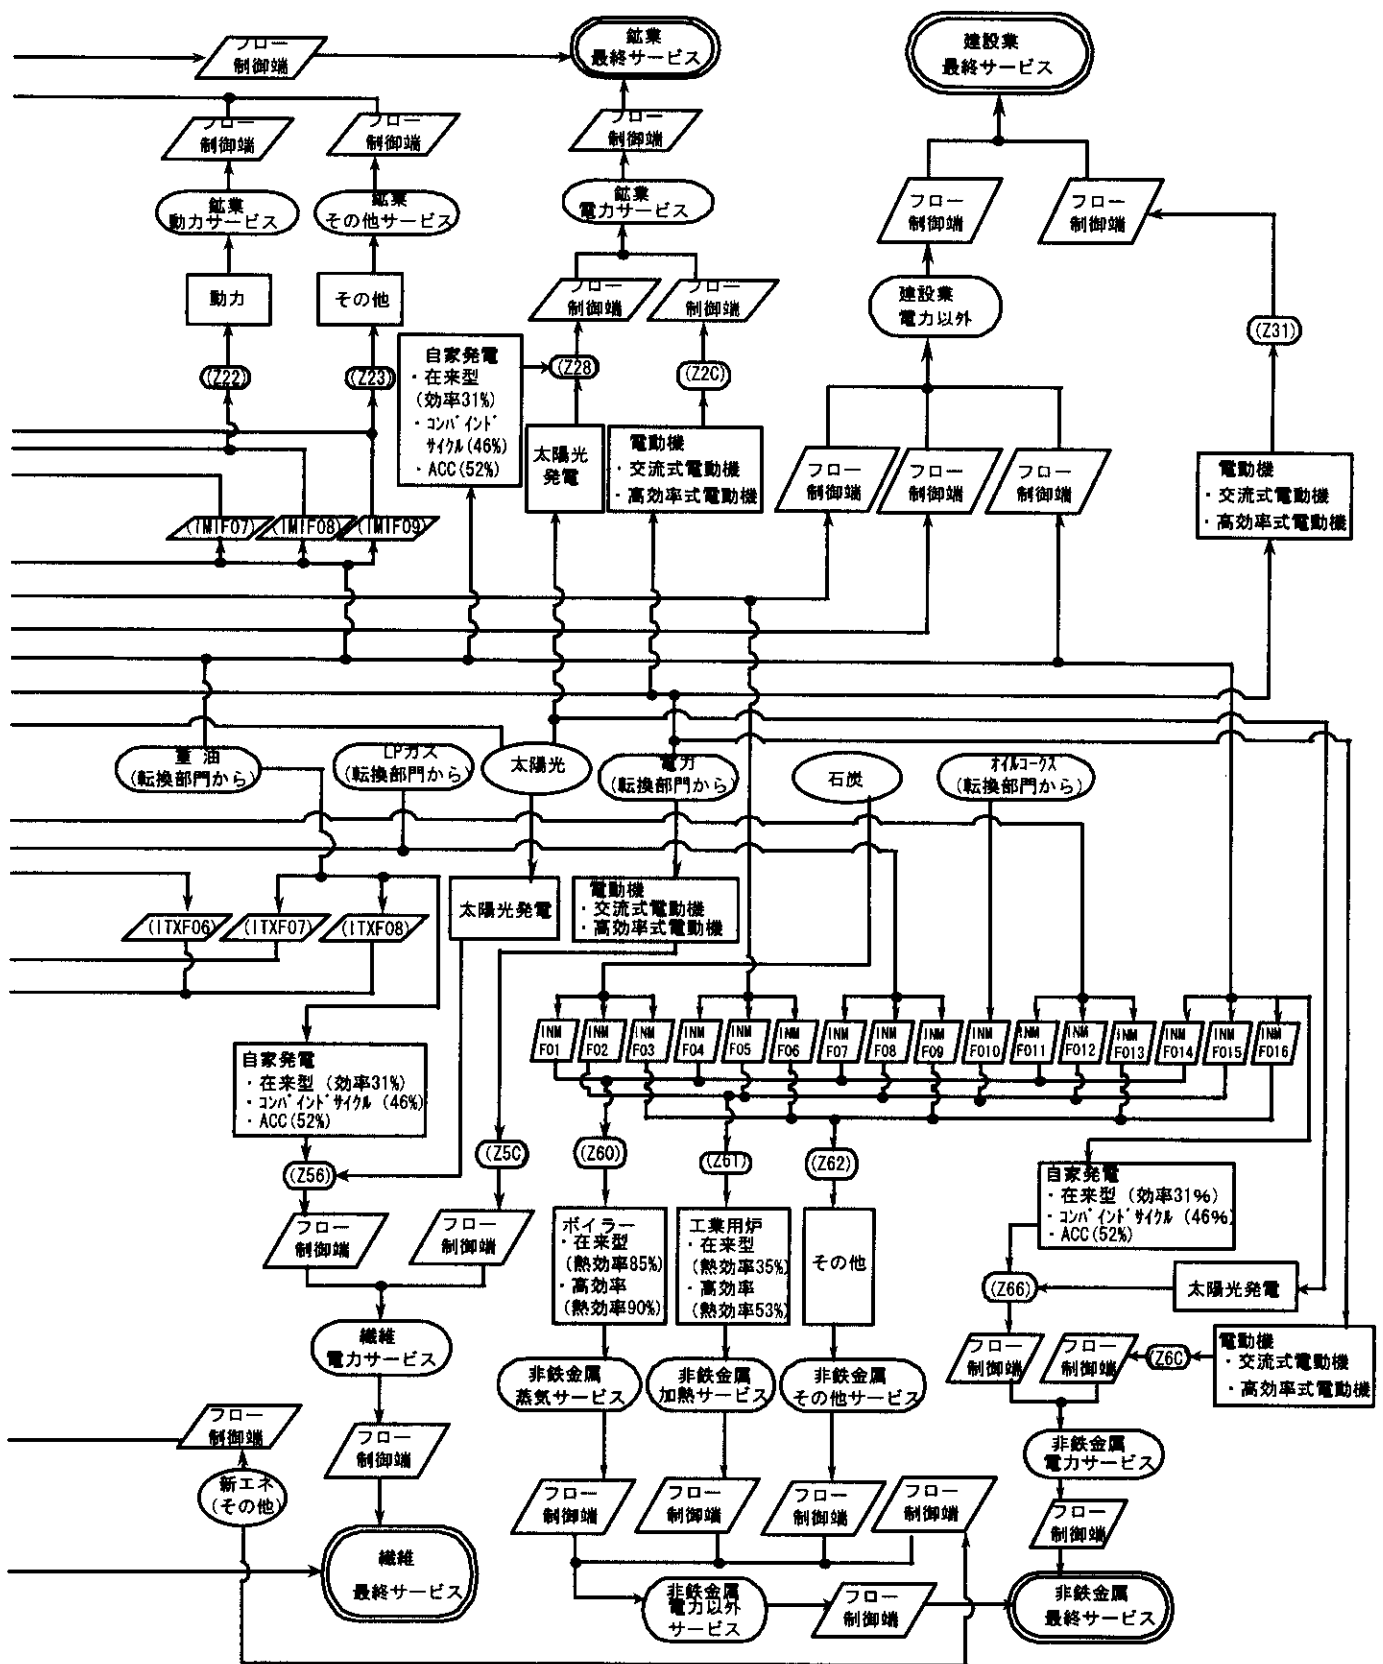 フロー
制御端
鉱業
最終サービス
建設業
最終サービス
フロー
制御端
フロー
制御端
フロー
制御端
鉱業
動力サービス
鉱業
その他サービス
鉱業
電力サービス
フロー
制御端
フロー
制御端
動力
その他
フロー
制御端
フロー
制御端
建設業
電力以外
(Z31)
自家発電
・在来型
(効率31%)
・コンバインド
サイクル(46%)
・ACC(52%)
(Z22)
(Z23)
(Z28)
(Z2C)
太陽光
発電
電動機
・交流式電動機
・高効率式電動機
フロー
制御端
フロー
制御端
フロー
制御端
電動機
・交流式電動機
・高効率式電動機
(IMIF07)
(IMIF08)
(IMIF09)
重油
(転換部門から)
LPガス
(転換部門から)
太陽光
電力
(転換部門から)
石炭
オイルコークス
(転換部門から)
(ITXF06)
(ITXF07)
(ITXF08)
太陽光発電
電動機
・交流式電動機
・高効率式電動機
INM
F01
INM
F02
INM
F03
INM
F04
INM
F05
INM
F06
INM
F07
INM
F08
INM
F09
INM
F010
INM
F011
INM
F012
INM
F013
INM
F014
INM
F015
INM
F016
自家発電
・在来型 (効率31%)
・コンバインドサイクル (46%)
・ACC(52%)
(Z56)
(Z5C)
(Z60)
(Z61)
(Z62)
自家発電
・在来型 (効率31%)
・コンバインドサイクル (46%)
・ACC(52%)
フロー
制御端
フロー
制御端
ボイラー
・在来型
(熱効率85%)
・高効率
(熱効率90%)
工業用炉
・在来型
(熱効率35%)
・高効率
(熱効率53%)
その他
(Z66)
太陽光発電
繊維
電力サービス
フロー
制御端
フロー
制御端
(Z6C)
電動機
・交流式電動機
・高効率式電動機
非鉄金属
蒸気サービス
非鉄金属
加熱サービス
非鉄金属
その他サービス
フロー
制御端
フロー
制御端
非鉄金属
電力サービス
新エネ
(その他)
フロー
制御端
フロー
制御端
フロー
制御端
フロー
制御端
フロー
制御端
繊維
最終サービス
非鉄金属
電力以外
サービス
フロー
制御端
非鉄金属
最終サービス